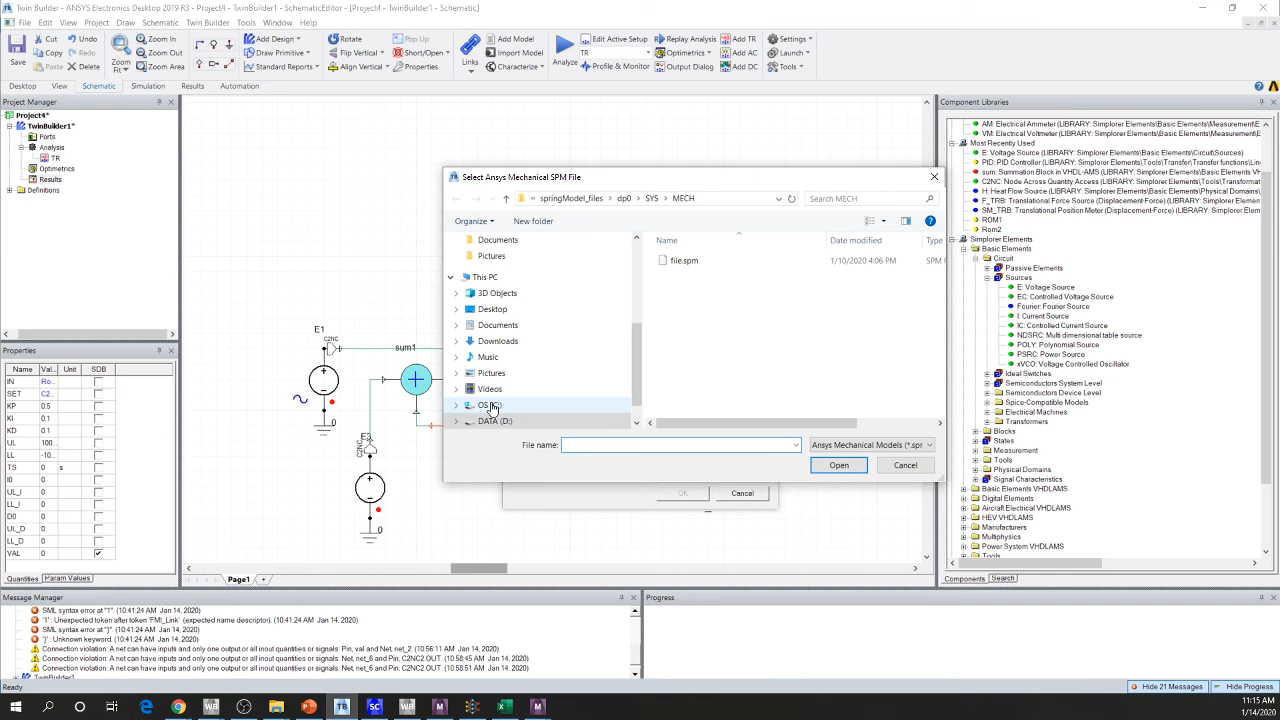 Twin Builder - ANSYS Electronics Desktop 2019 R3 - Project4 - TwinBuilder1 - SchematicEditor - [Project4 - TwinBuilder1 - Schematic]
File Edit View Project Draw Schematic Twin Builder Tools Window Help
Save
Cut
Copy
Paste
Undo
Redo
Delete
Zoom Fit
Zoom In
Zoom Out
Zoom Area
Add Design
Draw Primitive
Standard Reports
Rotate
Flip Vertical
Align Vertical
Pop Up
Short/Open
Properties
Links
Add Model
Import Model
Characterize
Analyze
Edit Active Setup
TR
Profile & Monitor
Replay Analysis
Optimetrics
Output Dialog
Add TR
Add AC
Add DC
Settings
Launch
Tools
Desktop View Schematic Simulation Results Automation
Project Manager
Project4*
TwinBuilder1*
Ports
Analysis
TR
Optimetrics
Results
Definitions
Properties
Name Val... Unit SDB
IN Ro...
SET C2...
KP 0.5
KI 0.1
KD 0.1
UL 100...
LL -10...
TS 0 s
I0 0
UL_I 0
LL_I 0
D0 0
UL_D 0
LL_D 0
VAL 0
Quantities Param Values
E1
C2NC
0
sum1
E2
C2NC
0
Page1 +
Select Ansys Mechanical SPM File
« springModel_files > dp0 > SYS > MECH
Search MECH
Organize New folder
Documents
Pictures
This PC
3D Objects
Desktop
Documents
Downloads
Music
Pictures
Videos
OS (C:)
DATA (D:)
Name Date modified Type
file.spm 1/10/2020 4:06 PM SPM F
File name:
Ansys Mechanical Models (*.spm
Open Cancel
OK Cancel
Component Libraries
AM: Electrical Ammeter (LIBRARY: Simplorer Elements\Basic Elements\Measurement\E
VM: Electrical Voltmeter (LIBRARY: Simplorer Elements\Basic Elements\Measurement\E
Most Recently Used
E: Voltage Source (LIBRARY: Simplorer Elements\Basic Elements\Circuit\Sources)
PID: PID Controller (LIBRARY: Simplorer Elements\Tools\Transfer\Transfer functions\Line
sum: Summation Block in VHDL-AMS (LIBRARY: Simplorer Elements\Basic Elements V
C2NC: Node Across Quantity Access (LIBRARY: Simplorer Elements\Tools\Transformat
H: Heat Flow Source (LIBRARY: Simplorer Elements\Basic Elements\Physical Domains\
F_TRB: Translational Force Source (LIBRARY: Simplorer Elements\Basic Elements\Ph
SM_TRB: Translational Position Meter (Displacement-Force) (LIBRARY: Simplorer Elem
ROM1
Rom2
Simplorer Elements
Basic Elements
Circuit
Passive Elements
Sources
E: Voltage Source
EC: Controlled Voltage Source
Fourier: Fourier Source
I: Current Source
IC: Controlled Current Source
NDSRC: Multi dimensional table source
POLY: Polynomial Source
PSRC: Power Source
xVCO: Voltage Controlled Oscillator
Ideal Switches
Semiconductors System Level
Semiconductors Device Level
Spice-Compatible Models
Electrical Machines
Transformers
Blocks
States
Measurement
Tools
Physical Domains
Signal Characteristics
Basic Elements VHDLAMS
Digital Elements
Aircraft Electrical VHDLAMS
HEV VHDLAMS
Manufacturers
Multiphysics
Power System VHDLAMS
Tools
Components Search
Message Manager
SML syntax error at "1". (10:41:24 AM Jan 14, 2020)
'1' : Unexpected token after token 'FMI_Link' (expected name descriptor). (10:41:24 AM Jan 14, 2020)
SML syntax error at "]". (10:41:24 AM Jan 14, 2020)
']' : Unknown keyword. (10:41:24 AM Jan 14, 2020)
Connection violation: A net can have inputs and only one output or all inout quantities or signals: Pin, val and Net, net_2. (10:56:11 AM Jan 14, 2020)
Connection violation: A net can have inputs and only one output or all inout quantities or signals: Net, net_6 and Pin, C2NC2.OUT. (10:58:45 AM Jan 14, 2020)
Connection violation: A net can have inputs and only one output or all inout quantities or signals: Net, net_6 and Pin, C2NC2.OUT. (10:58:51 AM Jan 14, 2020)
TwinBuilder1
Progress
Ready
Hide 21 Messages Hide Progress
11:15 AM
1/14/2020